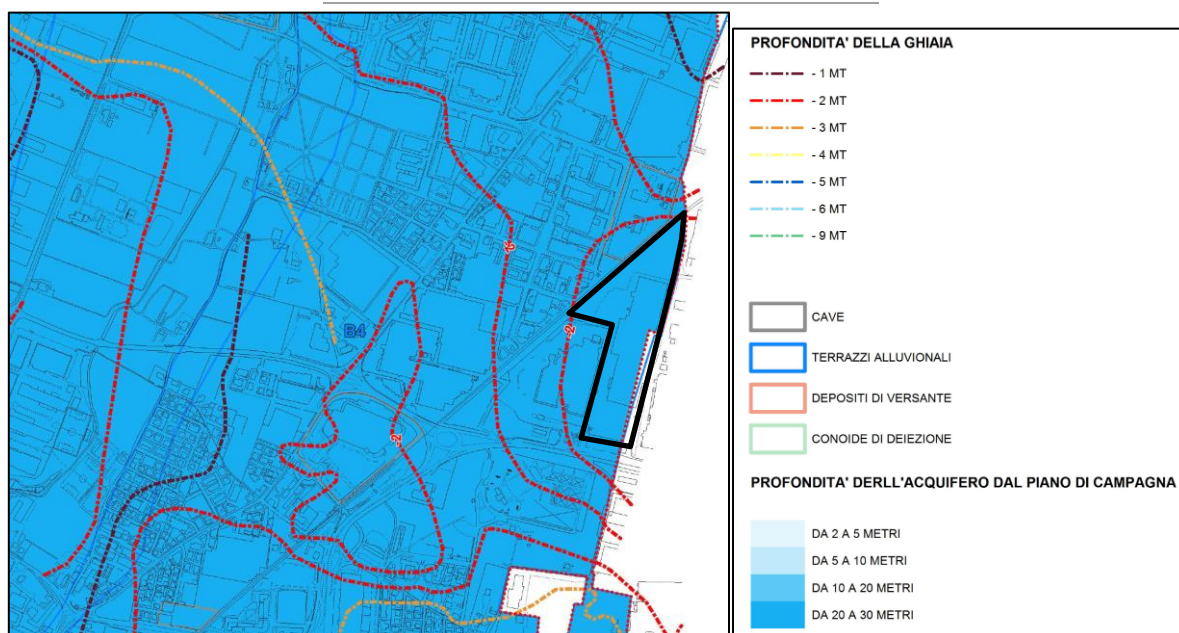 -2
-2
B4
-2
PROFONDITA' DELLA GHIAIA
- 1 MT
- 2 MT
- 3 MT
- 4 MT
- 5 MT
- 6 MT
- 9 MT
CAVE
TERRAZZI ALLUVIONALI
DEPOSITI DI VERSANTE
CONOIDE DI DEIEZIONE
PROFONDITA' DERLL'ACQUIFERO DAL PIANO DI CAMPAGNA
DA 2 A 5 METRI
DA 5 A 10 METRI
DA 10 A 20 METRI
DA 20 A 30 METRI